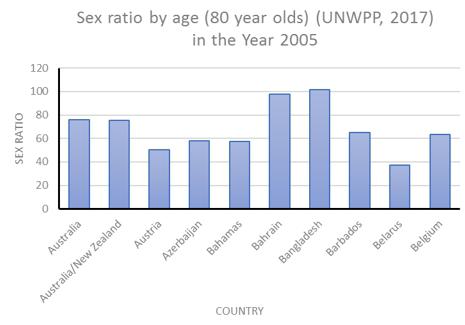 Sex ratio by age (80 year olds) (UNWPP, 2017)
in the Year 2005
120
100
80
60
40
20
0
SEX RATIO
Australia
Australia/New Zealand
Austria
Azerbaijan
Bahamas
Bahrain
Bangladesh
Barbados
Belarus
Belgium
COUNTRY